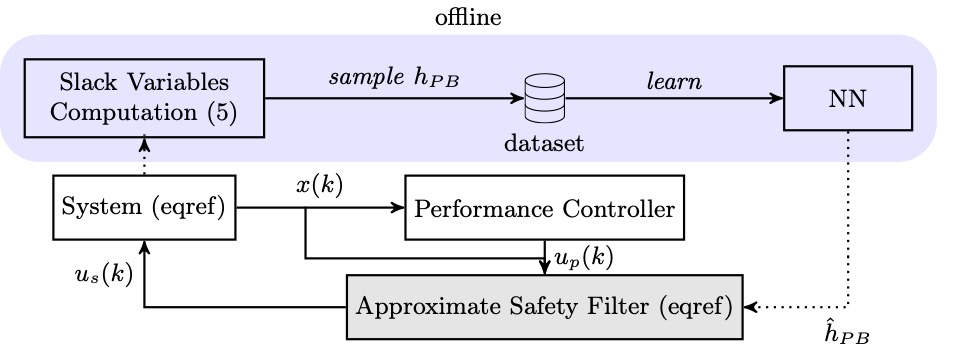 offline
Slack Variables
Computation (5)
sample h_{PB}
dataset
learn
NN
System (eqref)
x(k)
Performance Controller
u_p(k)
u_s(k)
Approximate Safety Filter (eqref)
ĥ_{PB}